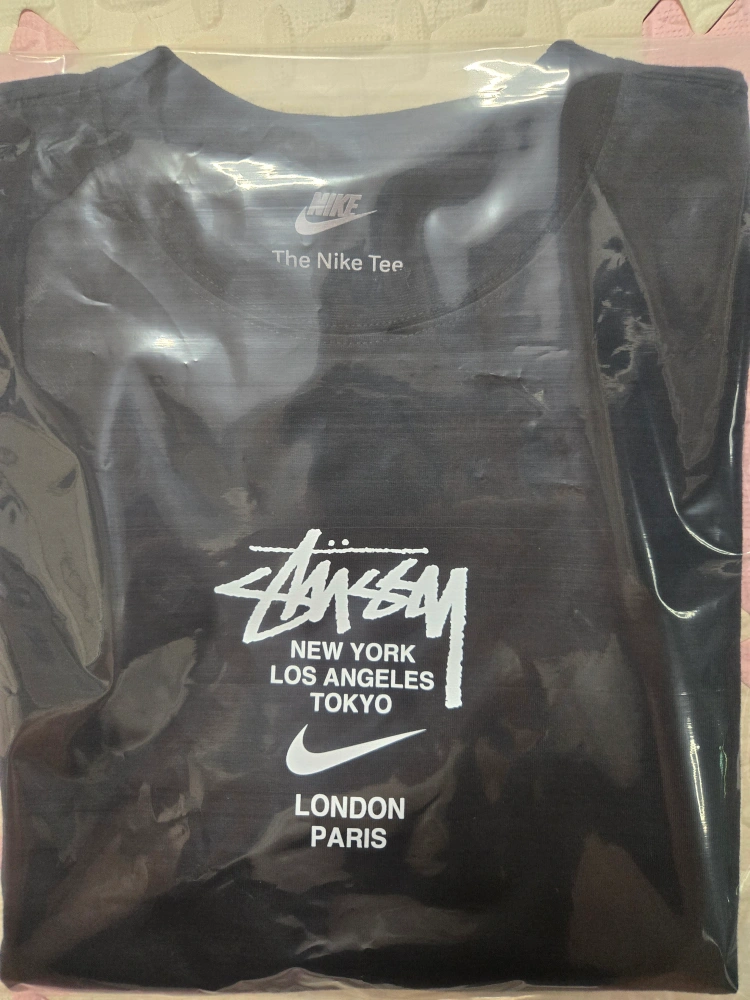 NIKE
The Nike Tee
Stüssy
NEW YORK
LOS ANGELES
TOKYO
LONDON
PARIS